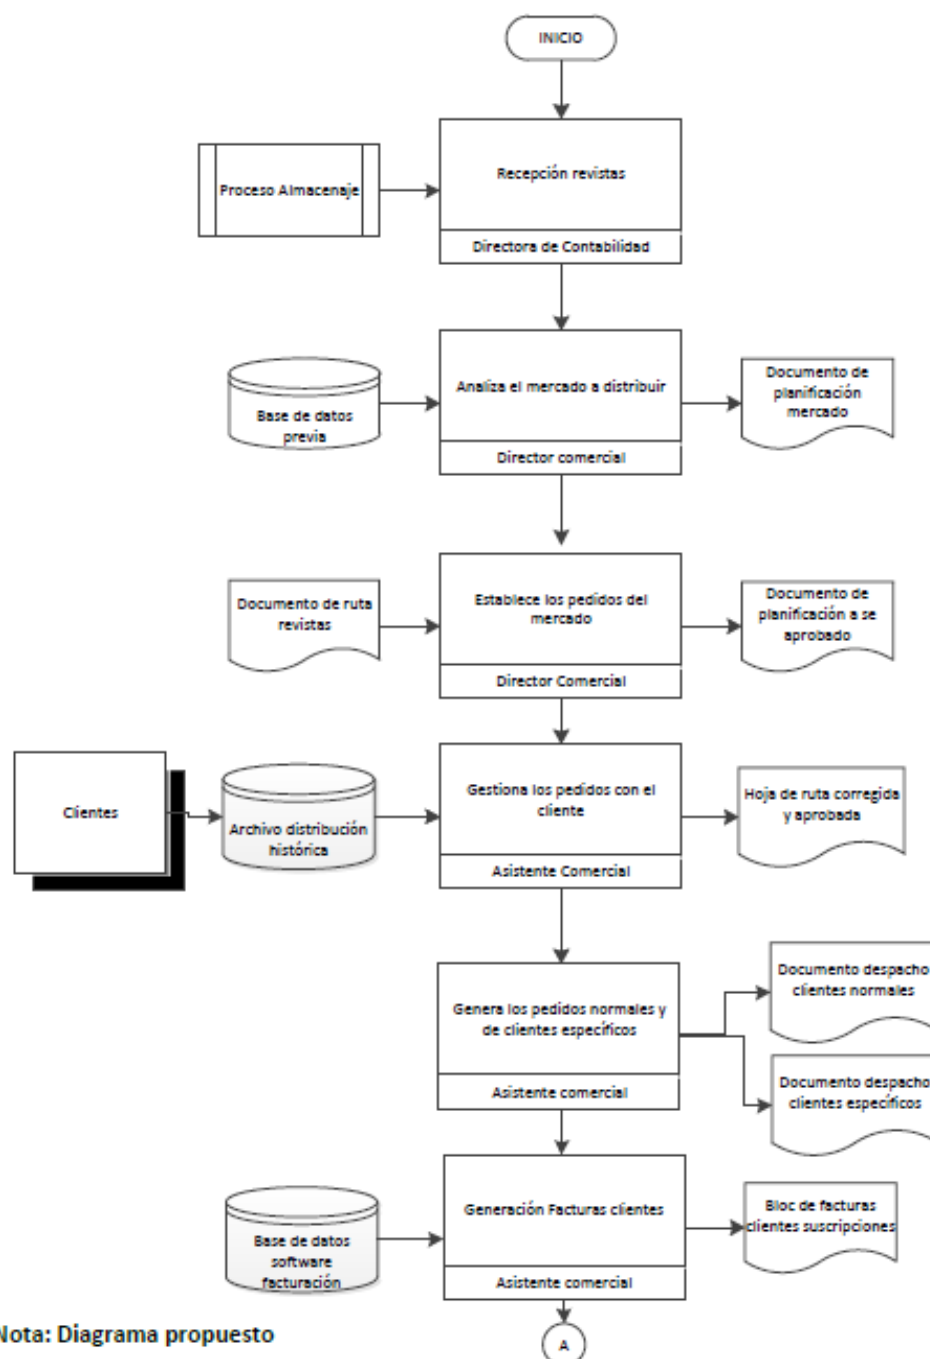 INICIO
Proceso Almacenaje
Recepción revistas
Directora de Contabilidad
Base de datos
previa
Analiza el mercado a distribuir
Director comercial
Documento de
planificación
mercado
Documento de ruta
revistas
Establece los pedidos del
mercado
Director Comercial
Documento de
planificación a se
aprobado
Clientes
Archivo distribución
histórica
Gestiona los pedidos con el
cliente
Asistente Comercial
Hoja de ruta corregida
y aprobada
Genera los pedidos normales y
de clientes específicos
Asistente comercial
Documento despacho
clientes normales
Documento despacho
clientes específicos
Base de datos
software
facturación
Generación Facturas clientes
Asistente comercial
Bloc de facturas
clientes suscripciones
A
Nota: Diagrama propuesto